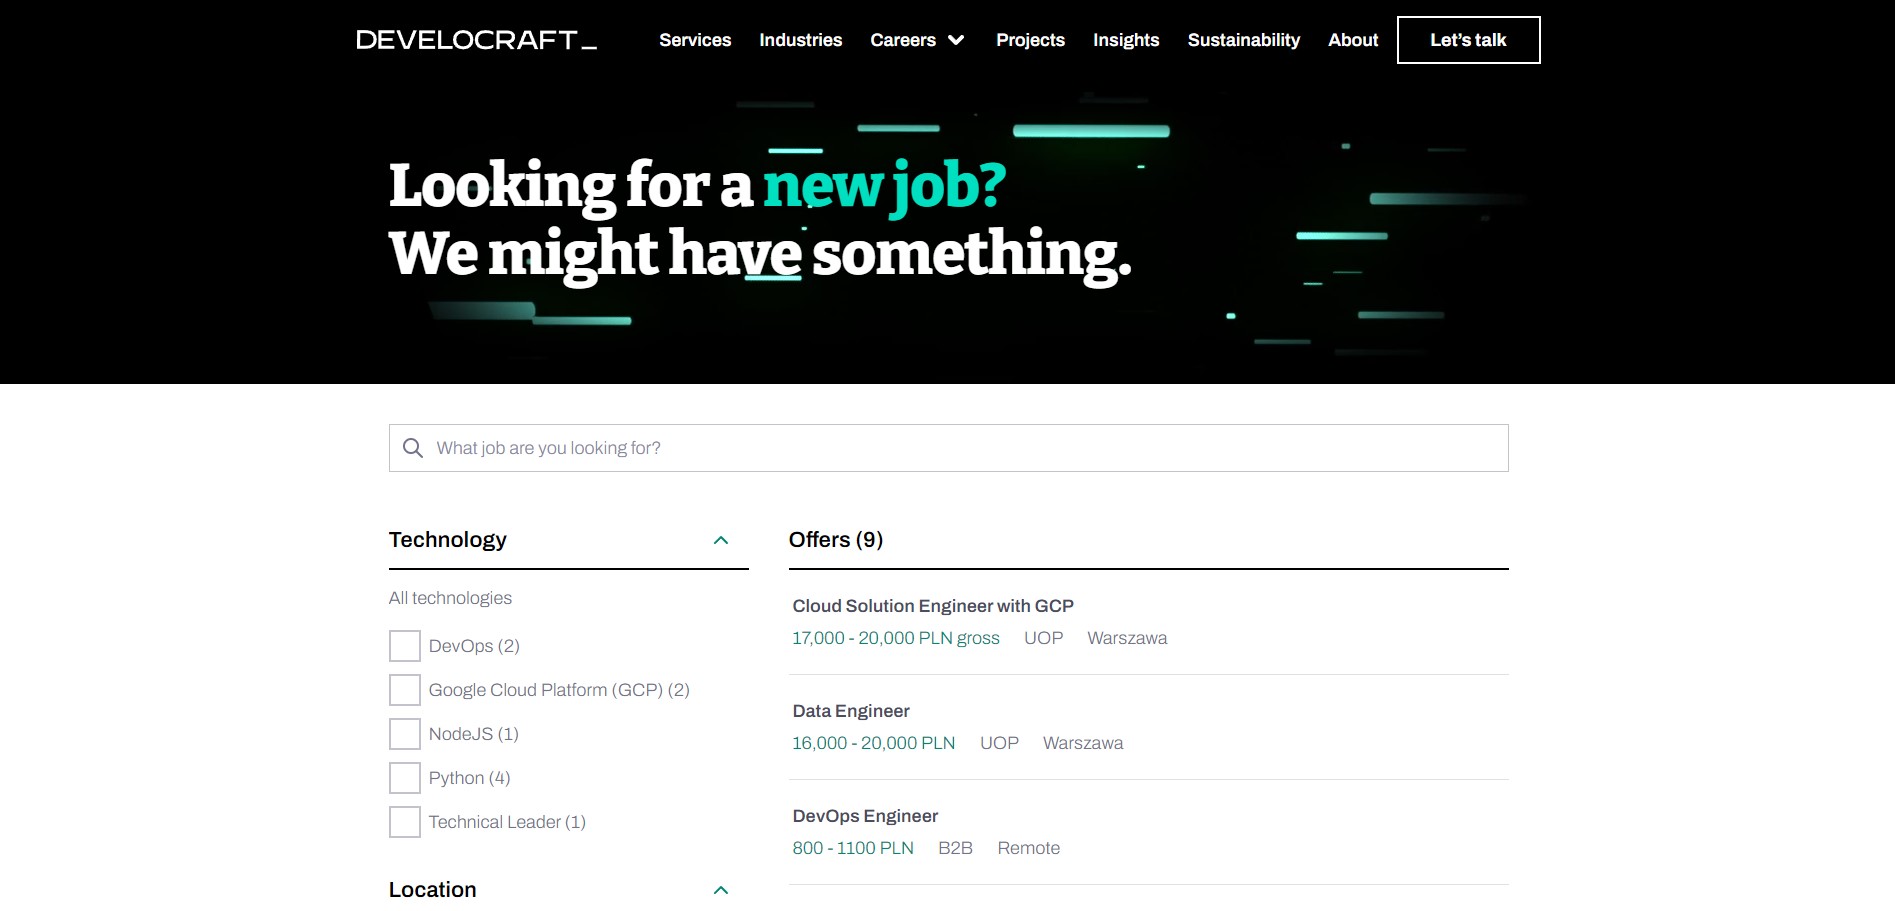 DEVELOCRAFT_
Services Industries Careers Projects Insights Sustainability About Let's talk
Looking for a new job?
We might have something.
What job are you looking for?
Technology
All technologies
DevOps (2)
Google Cloud Platform (GCP) (2)
NodeJS (1)
Python (4)
Technical Leader (1)
Location
Offers (9)
Cloud Solution Engineer with GCP
17,000 - 20,000 PLN gross UOP Warszawa
Data Engineer
16,000 - 20,000 PLN UOP Warszawa
DevOps Engineer
800 - 1100 PLN B2B Remote